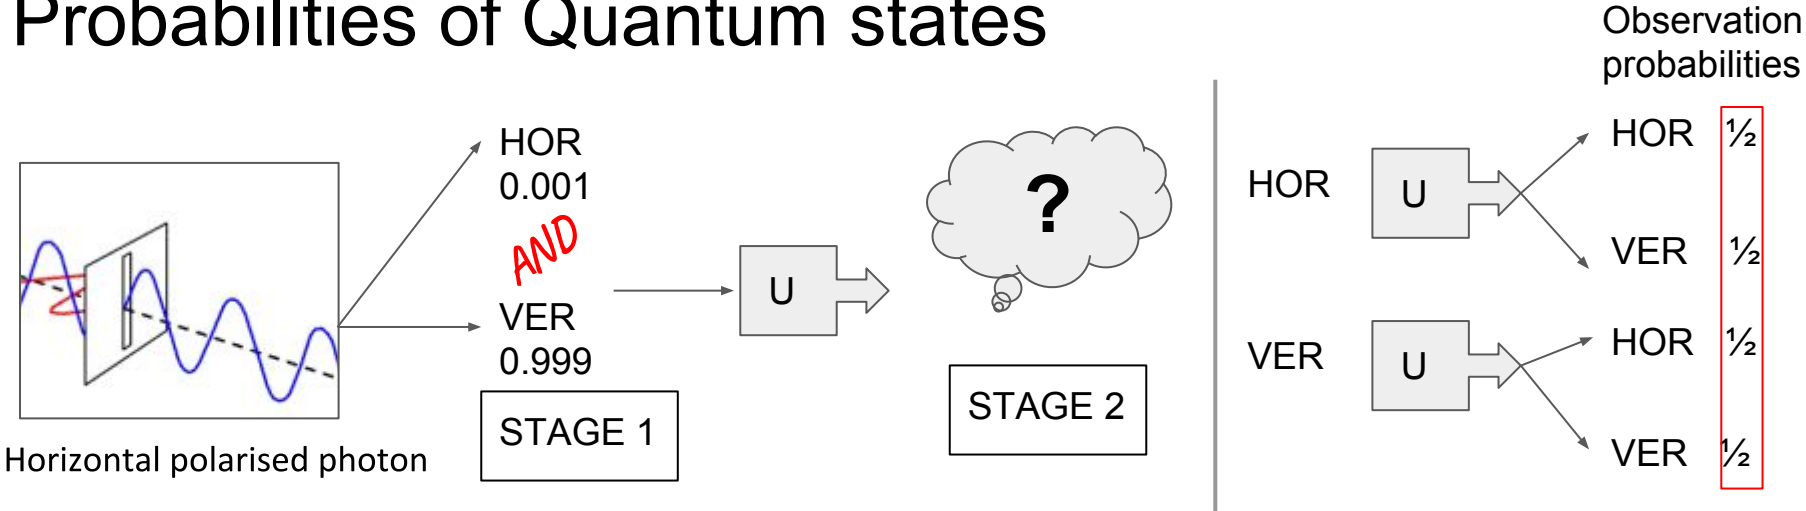 Probabilities of Quantum states
Observation
probabilities
HOR
0.001
AND
VER
0.999
STAGE 1
Horizontal polarised photon
U
?
STAGE 2
HOR
U
HOR ½
VER ½
VER
U
HOR ½
VER ½